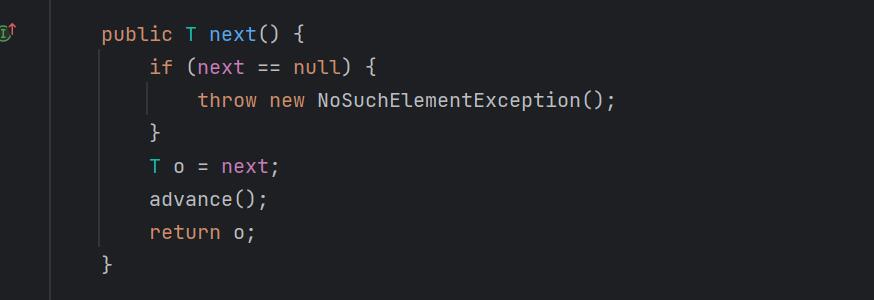 public T next() {
    if (next == null) {
        throw new NoSuchElementException();
    }
    T o = next;
    advance();
    return o;
}